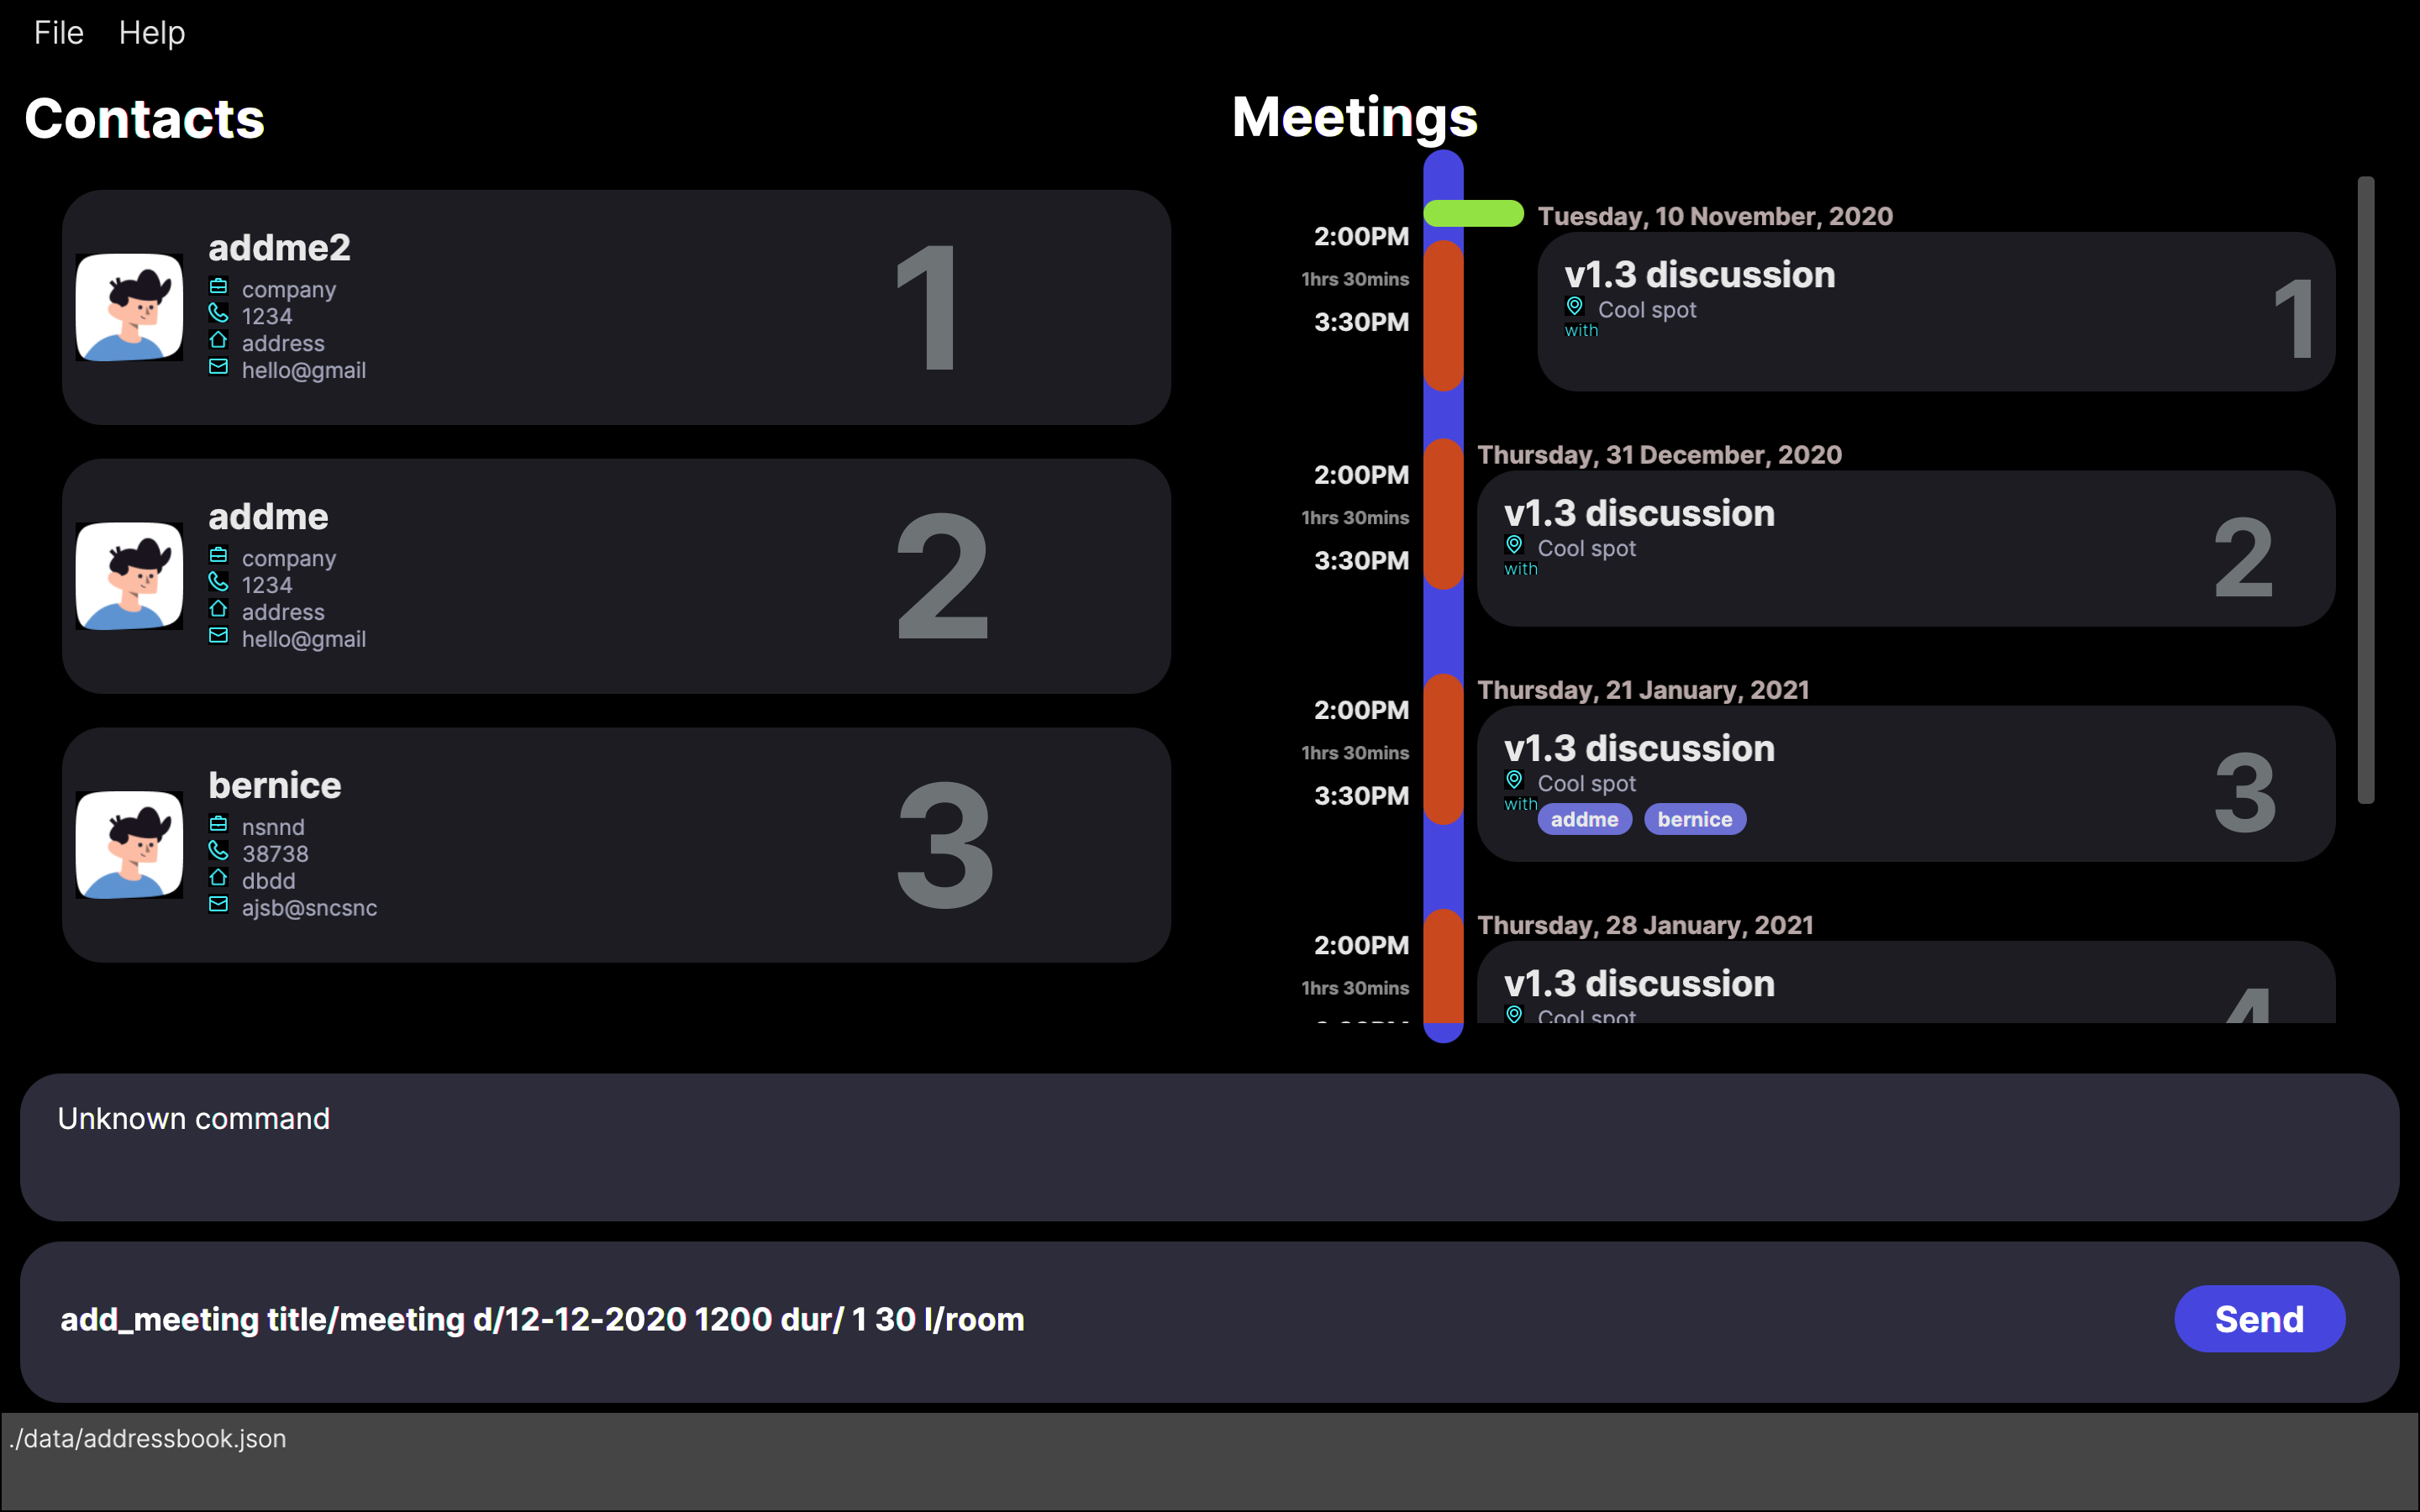 File Help
Contacts
addme2
company
1234
address
hello@gmail
1
addme
company
1234
address
hello@gmail
2
bernice
nsnnd
38738
dbdd
ajsb@sncsnc
3
Meetings
Tuesday, 10 November, 2020
2:00PM
1hrs 30mins
3:30PM
v1.3 discussion
Cool spot
with
1
Thursday, 31 December, 2020
2:00PM
1hrs 30mins
3:30PM
v1.3 discussion
Cool spot
with
2
Thursday, 21 January, 2021
2:00PM
1hrs 30mins
3:30PM
v1.3 discussion
Cool spot
with addme bernice
3
Thursday, 28 January, 2021
2:00PM
1hrs 30mins
v1.3 discussion
Cool spot
4
Unknown command
add_meeting title/meeting d/12-12-2020 1200 dur/ 1 30 l/room
Send
./data/addressbook.json